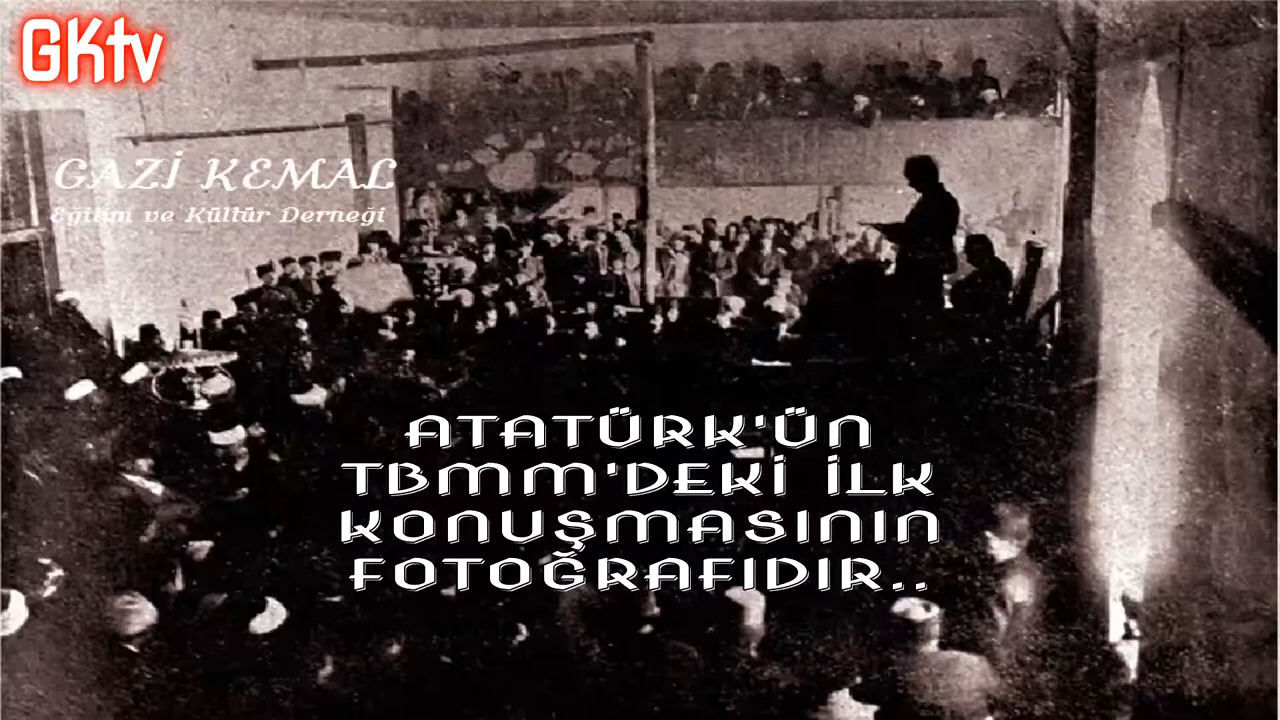 GKtv
GAZİ KEMAL
Eğitim ve Kültür Derneği
ATATÜRK'ÜN
TBMM'DEKİ İLK
KONUŞMASININ
FOTOĞRAFIDIR..